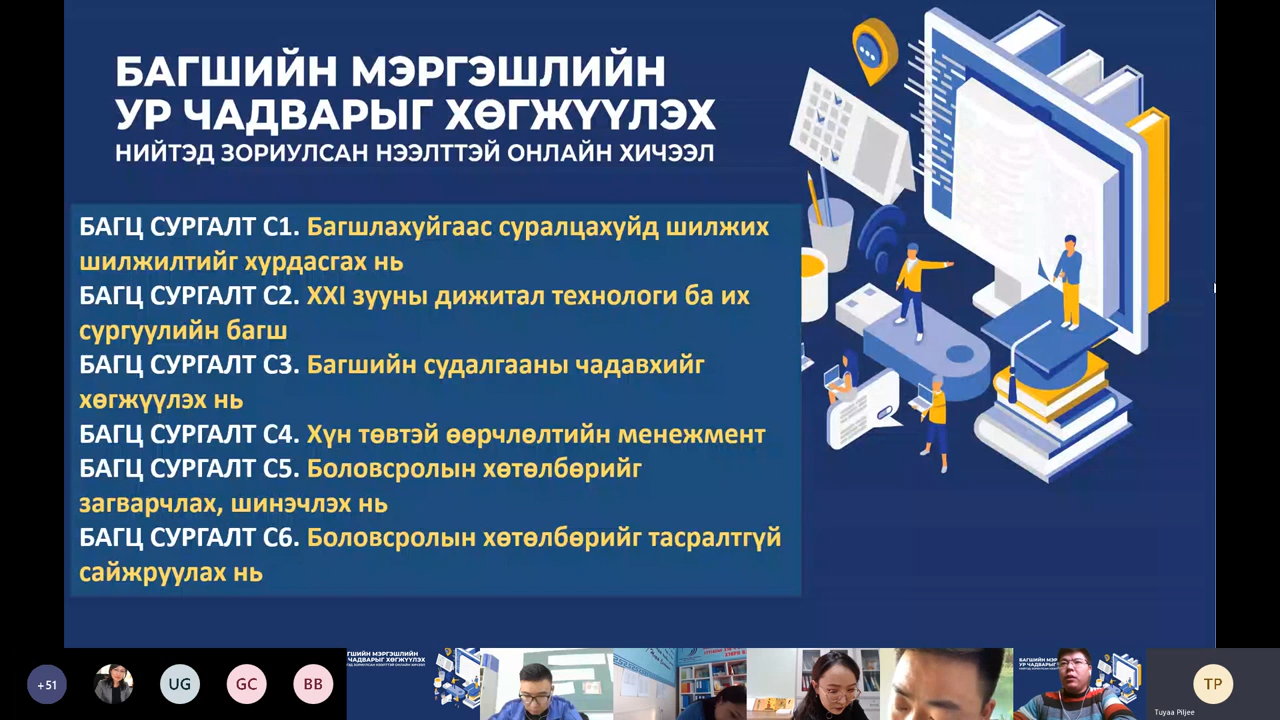 БАГШИЙН МЭРГЭШЛИЙН
УР ЧАДВАРЫГ ХӨГЖҮҮЛЭХ
НИЙТЭД ЗОРИУЛСАН НЭЭЛТТЭЙ ОНЛАЙН ХИЧЭЭЛ
БАГЦ СУРГАЛТ С1. Багшлахуйгаас суралцахуйд шилжих
шилжилтийг хурдасгах нь
БАГЦ СУРГАЛТ С2. XXI зууны дижитал технологи ба их
сургуулийн багш
БАГЦ СУРГАЛТ С3. Багшийн судалгааны чадавхийг
хөгжүүлэх нь
БАГЦ СУРГАЛТ С4. Хүн төвтэй өөрчлөлтийн менежмент
БАГЦ СУРГАЛТ С5. Боловсролын хөтөлбөрийг
загварчлах, шинэчлэх нь
БАГЦ СУРГАЛТ С6. Боловсролын хөтөлбөрийг тасралтгүй
сайжруулах нь
+51
UG
GC
BB
TP
Tuyaa Piljee